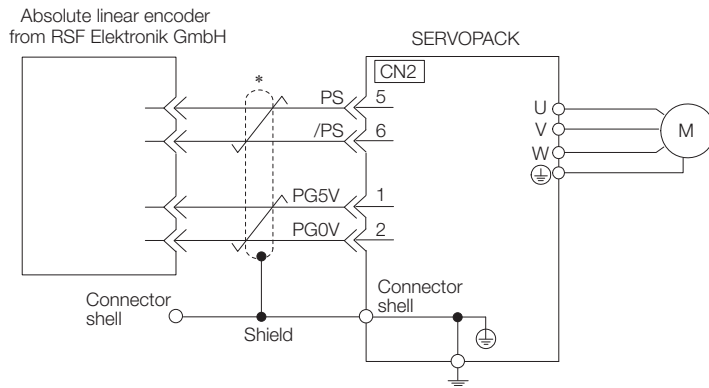 Absolute linear encoder
from RSF Elektronik GmbH
SERVOPACK
*
CN2
PS 5
/PS 6
PG5V 1
PG0V 2
U
V
W
M
Connector
shell
Shield
Connector
shell